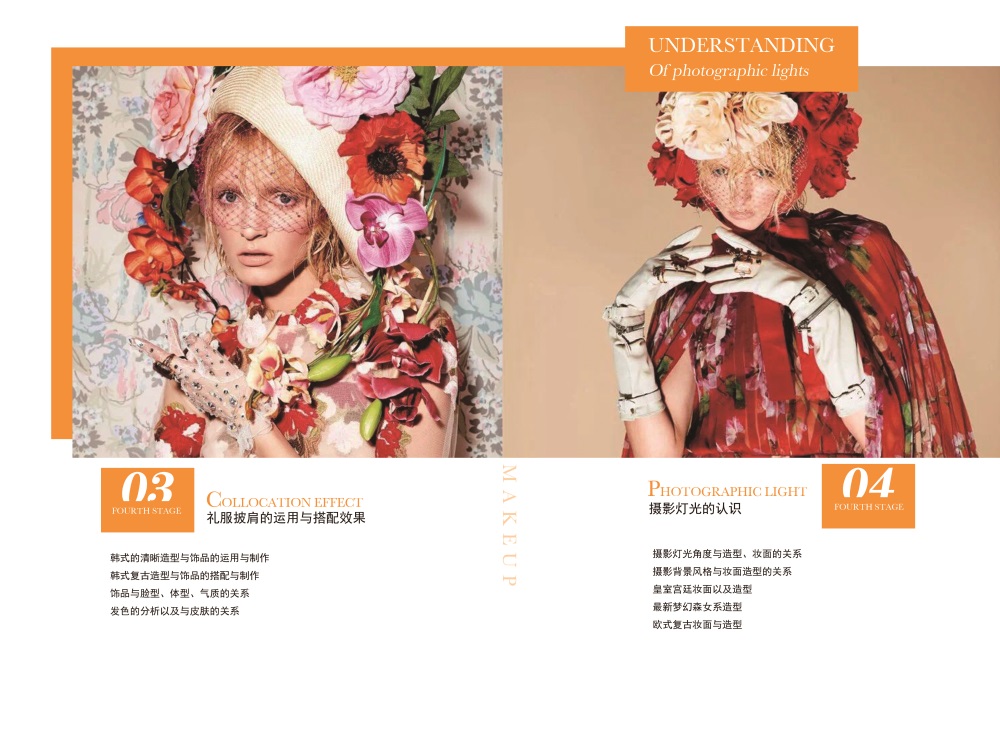 UNDERSTANDING
Of photographic lights
03
FOURTH STAGE
COLLOCATION EFFECT
礼服披肩的运用与搭配效果
韩式的清晰造型与饰品的运用与制作
韩式复古造型与饰品的搭配与制作
饰品与脸型、体型、气质的关系
发色的分析以及与皮肤的关系
MAKEUP
PHOTOGRAPHIC LIGHT
摄影灯光的认识
04
FOURTH STAGE
摄影灯光角度与造型、妆面的关系
摄影背景风格与妆面造型的关系
皇室宫廷妆面以及造型
最新梦幻森女系造型
欧式复古妆面与造型